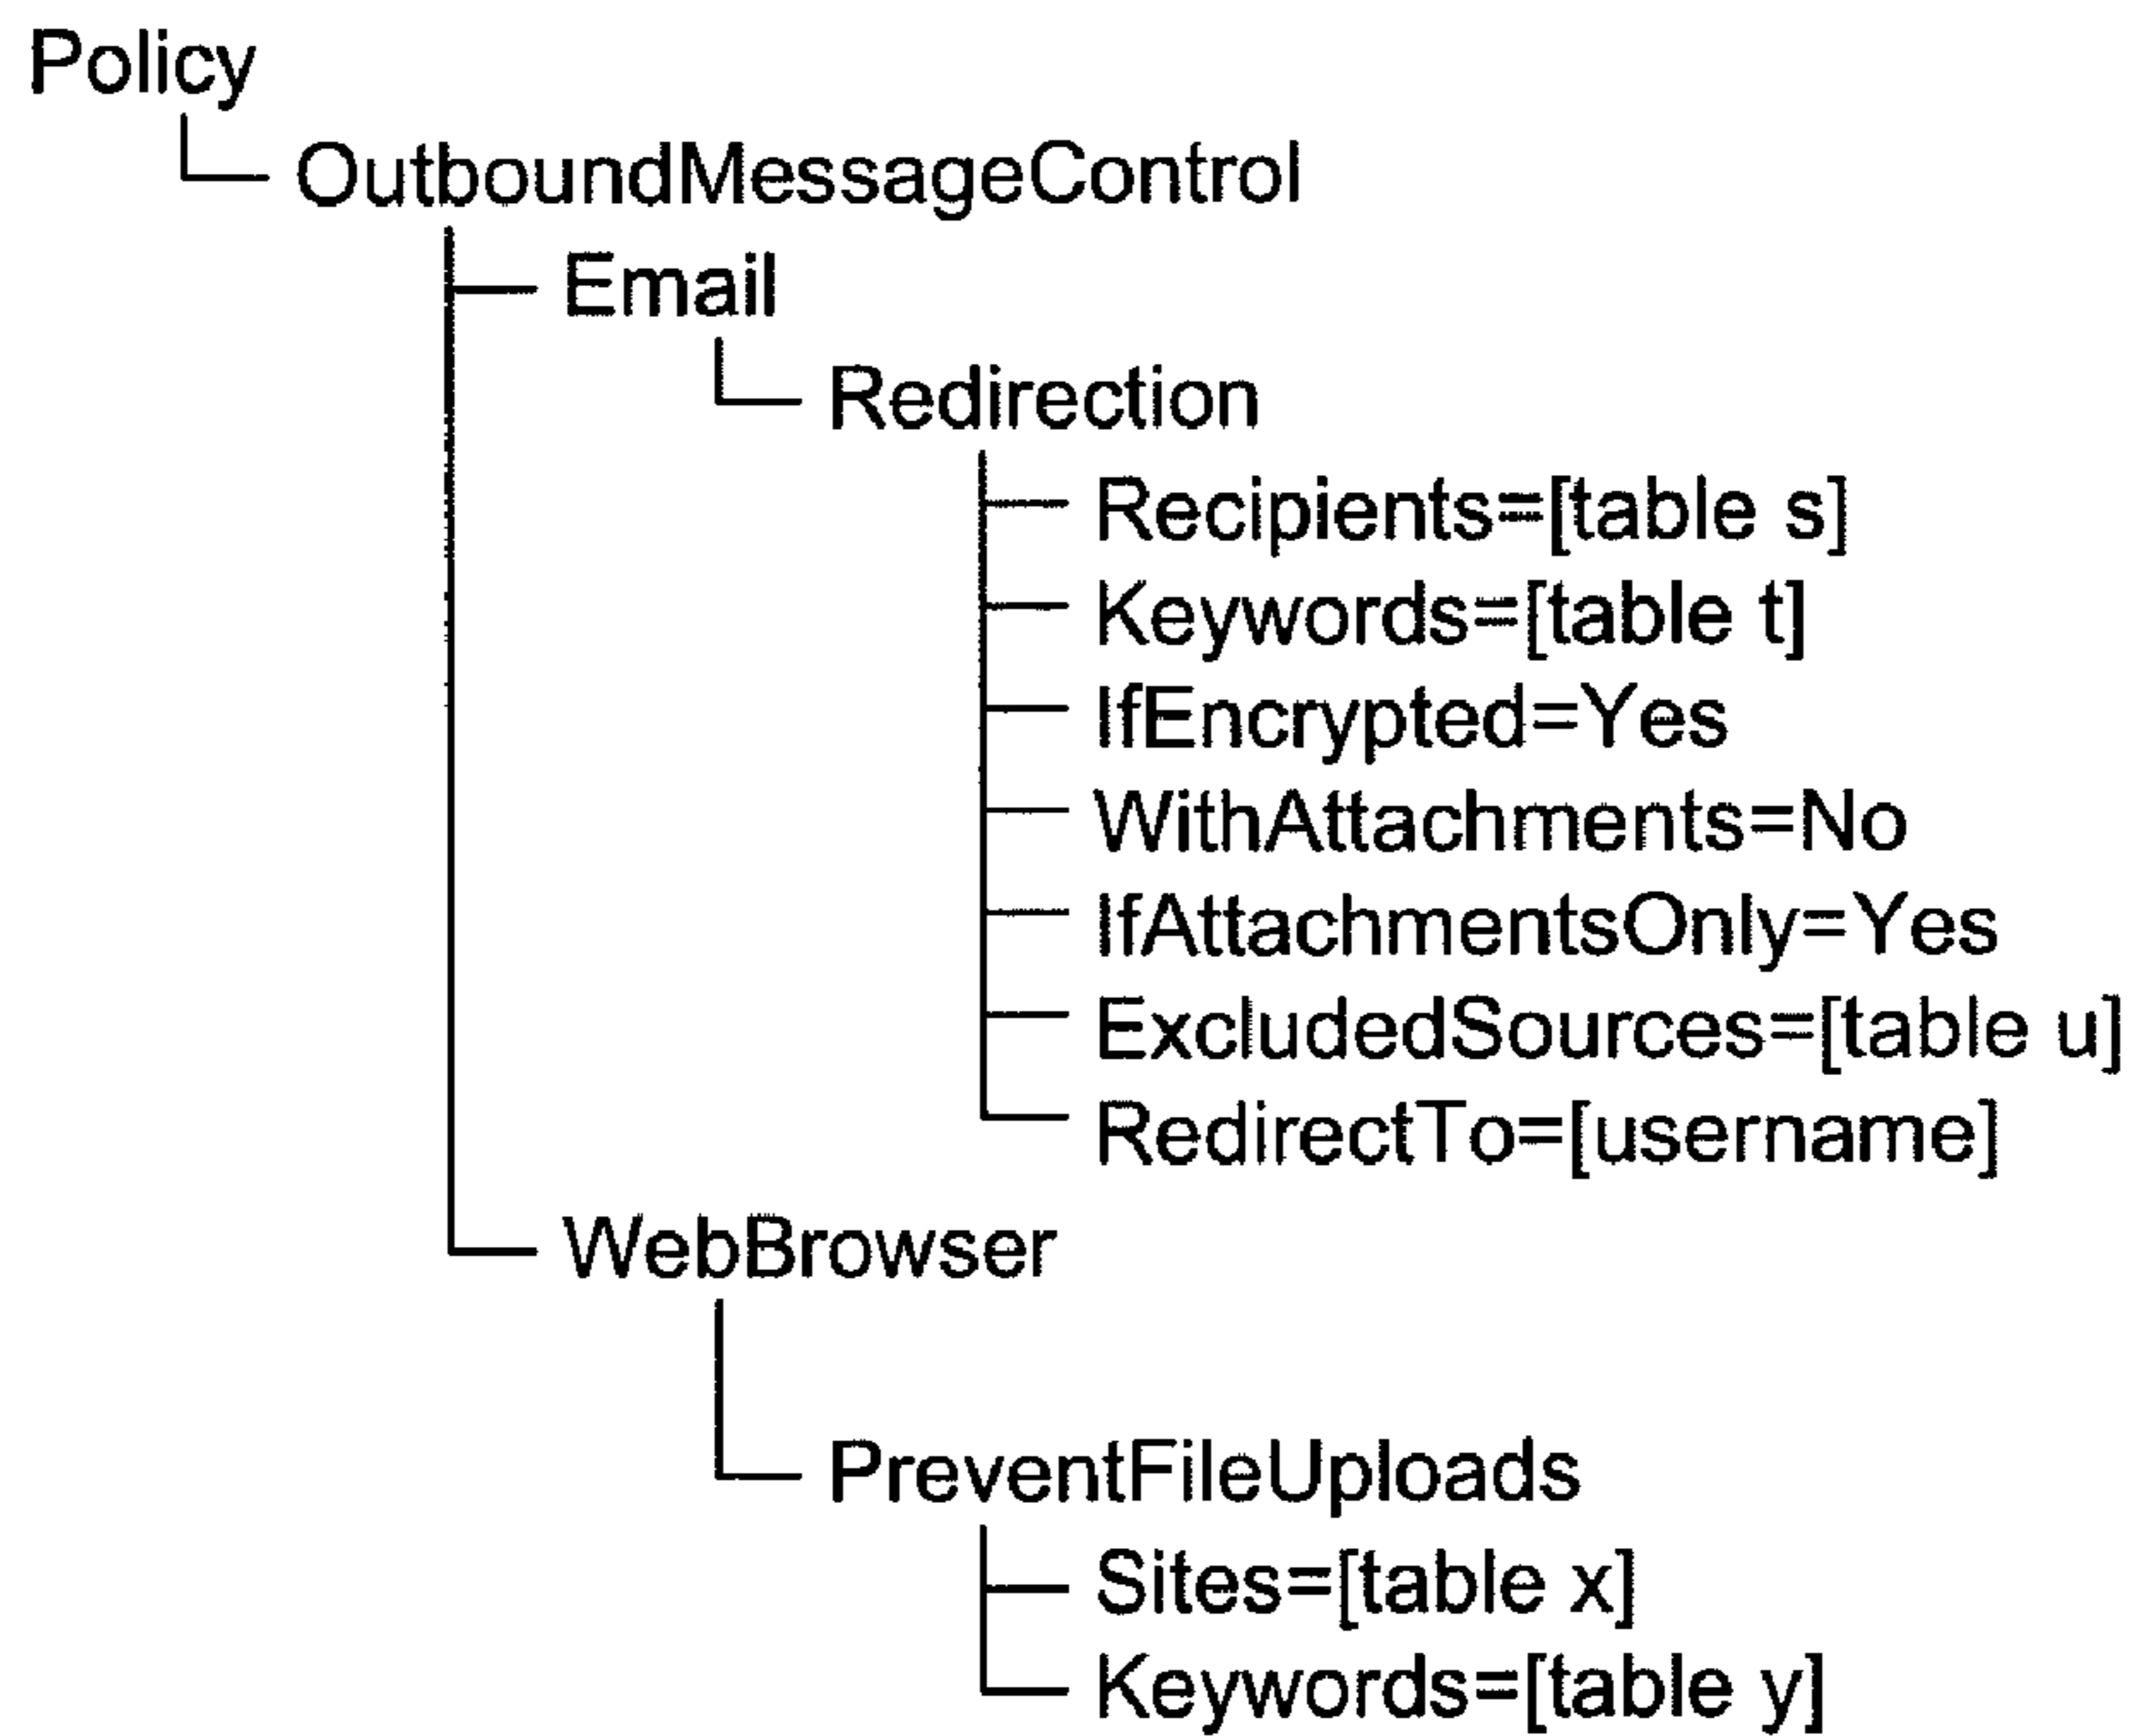 Policy
OutboundMessageControl
Email
Redirection
Recipients=[table s]
Keywords=[table t]
IfEncrypted=Yes
WithAttachments=No
IfAttachmentsOnly=Yes
ExcludedSources=[table u]
RedirectTo=[username]
WebBrowser
PreventFileUploads
Sites=[table x]
Keywords=[table y]